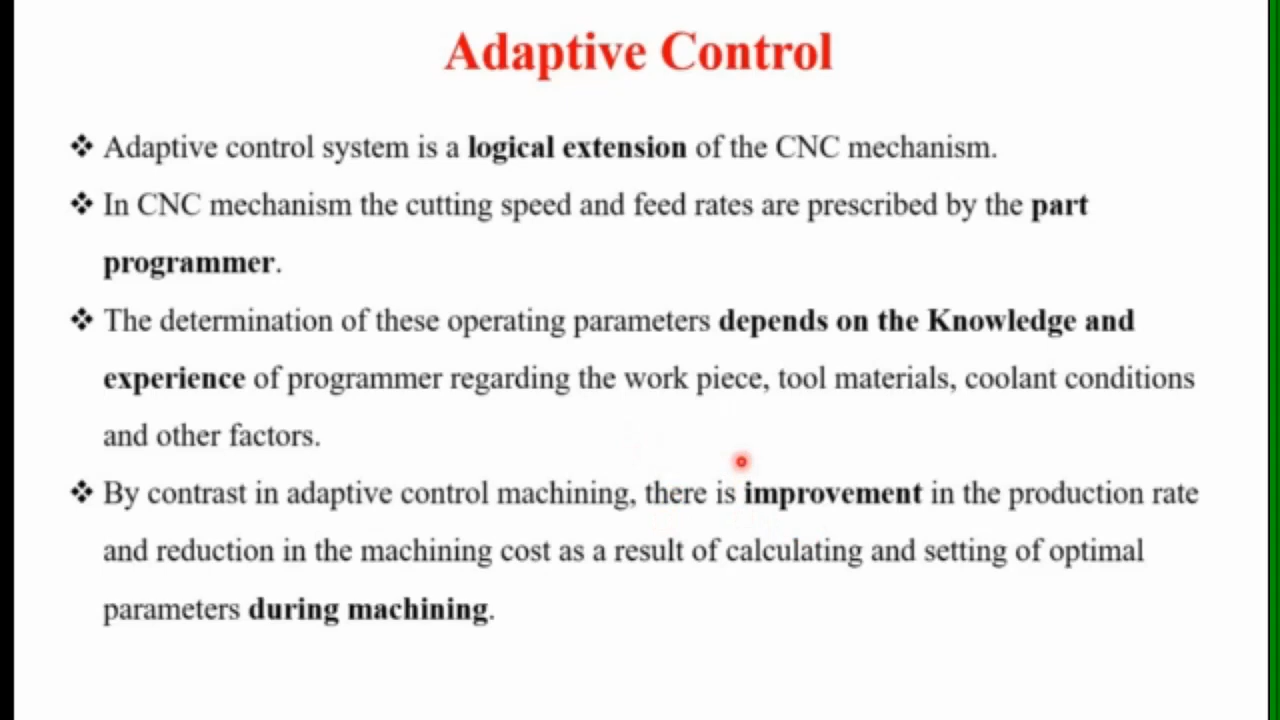 Adaptive Control
❖ Adaptive control system is a logical extension of the CNC mechanism.
❖ In CNC mechanism the cutting speed and feed rates are prescribed by the part
programmer.
❖ The determination of these operating parameters depends on the Knowledge and
experience of programmer regarding the work piece, tool materials, coolant conditions
and other factors.
❖ By contrast in adaptive control machining, there is improvement in the production rate
and reduction in the machining cost as a result of calculating and setting of optimal
parameters during machining.